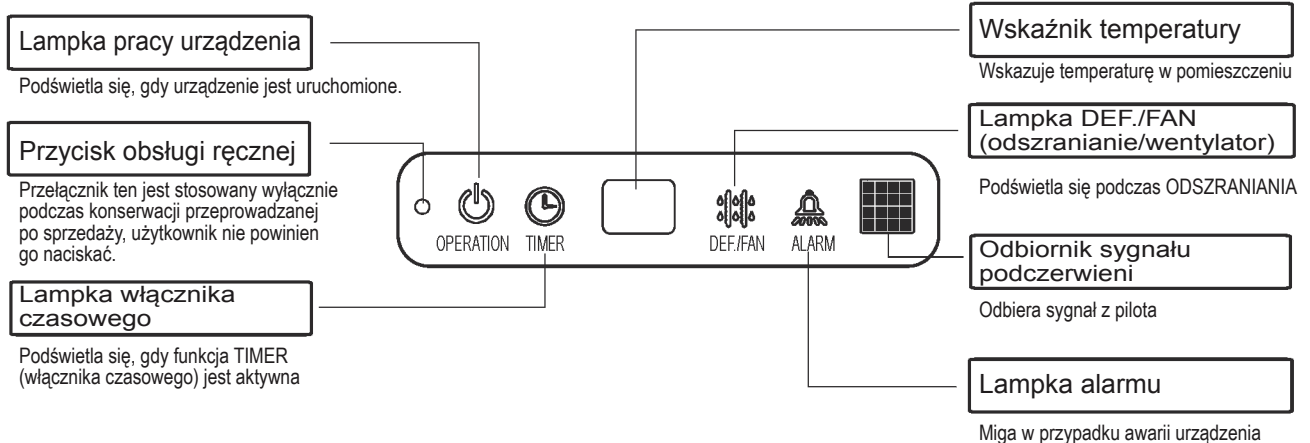 Lampka pracy urządzenia
Podświetla się, gdy urządzenie jest uruchomione.
Przycisk obsługi ręcznej
Przełącznik ten jest stosowany wyłącznie
podczas konserwacji przeprowadzanej
po sprzedaży, użytkownik nie powinien
go naciskać.
Lampka włącznika
czasowego
Podświetla się, gdy funkcja TIMER
(włącznika czasowego) jest aktywna
OPERATION TIMER DEF./FAN ALARM
Wskaźnik temperatury
Wskazuje temperaturę w pomieszczeniu
Lampka DEF./FAN
(odszranianie/wentylator)
Podświetla się podczas ODSZRANIANIA
Odbiornik sygnału
podczerwieni
Odbiera sygnał z pilota
Lampka alarmu
Miga w przypadku awarii urządzenia